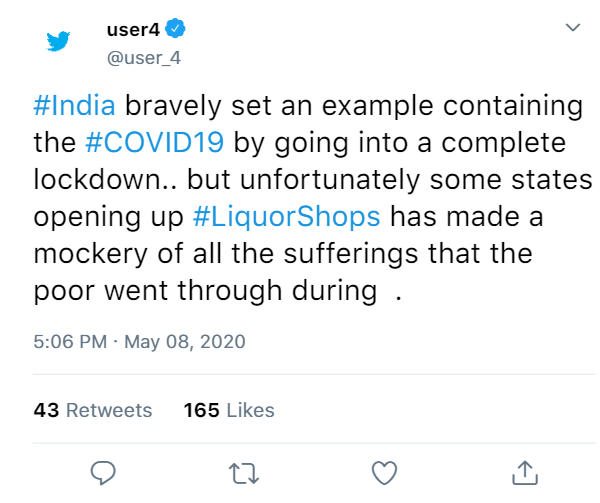 user4
@user_4
#India bravely set an example containing
the #COVID19 by going into a complete
lockdown.. but unfortunately some states
opening up #LiquorShops has made a
mockery of all the sufferings that the
poor went through during  .
5:06 PM · May 08, 2020
43 Retweets 165 Likes